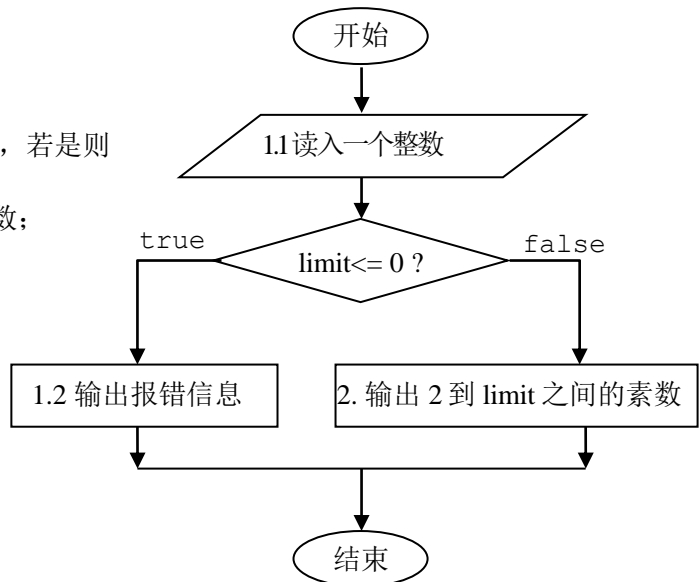 开始
，若是则
1.1读入一个整数
数；
true
false
limit<= 0 ?
1.2 输出报错信息
2. 输出 2 到 limit 之间的素数
结束